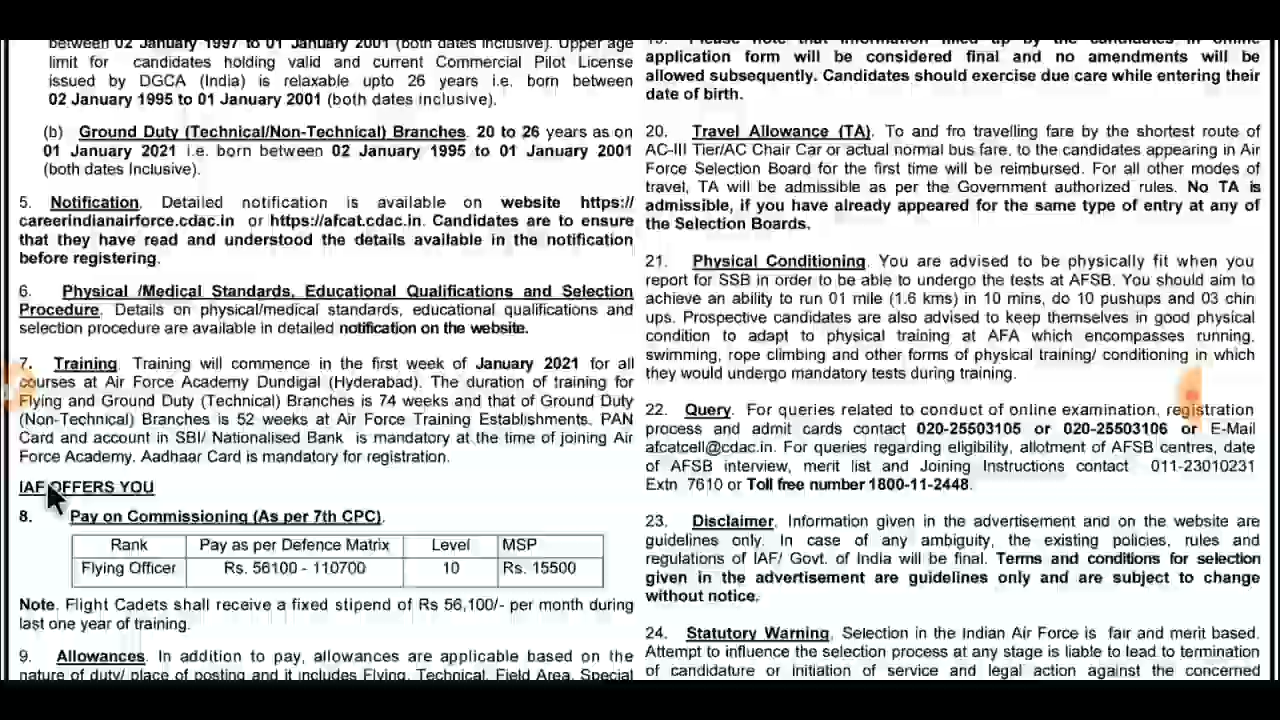 between 02 January 1997 to 01 January 2001 (both dates inclusive). Upper age
limit for candidates holding valid and current Commercial Pilot License
issued by DGCA (India) is relaxable upto 26 years i.e. born between
02 January 1995 to 01 January 2001 (both dates inclusive).
(b) Ground Duty (Technical/Non-Technical) Branches. 20 to 26 years as on
01 January 2021 i.e. born between 02 January 1995 to 01 January 2001
(both dates Inclusive).
5. Notification. Detailed notification is available on website https://
careerindianairforce.cdac.in or https://afcat.cdac.in. Candidates are to ensure
that they have read and understood the details available in the notification
before registering.
6. Physical /Medical Standards, Educational Qualifications and Selection
Procedure. Details on physical/medical standards, educational qualifications and
selection procedure are available in detailed notification on the website.
7. Training. Training will commence in the first week of January 2021 for all
courses at Air Force Academy Dundigal (Hyderabad). The duration of training for
Flying and Ground Duty (Technical) Branches is 74 weeks and that of Ground Duty
(Non-Technical) Branches is 52 weeks at Air Force Training Establishments. PAN
Card and account in SBI/ Nationalised Bank is mandatory at the time of joining Air
Force Academy. Aadhaar Card is mandatory for registration.
IAF OFFERS YOU
8. Pay on Commissioning (As per 7th CPC).
Rank Pay as per Defence Matrix Level MSP
Flying Officer Rs. 56100 - 110700 10 Rs. 15500
Note. Flight Cadets shall receive a fixed stipend of Rs 56,100/- per month during
last one year of training.
9. Allowances. In addition to pay, allowances are applicable based on the
nature of duty/ place of posting and it includes Flying, Technical, Field Area, Special
19. Please note that information filled up by the candidates in online
application form will be considered final and no amendments will be
allowed subsequently. Candidates should exercise due care while entering their
date of birth.
20. Travel Allowance (TA). To and fro travelling fare by the shortest route of
AC-III Tier/AC Chair Car or actual normal bus fare, to the candidates appearing in Air
Force Selection Board for the first time will be reimbursed. For all other modes of
travel, TA will be admissible as per the Government authorized rules. No TA is
admissible, if you have already appeared for the same type of entry at any of
the Selection Boards.
21. Physical Conditioning. You are advised to be physically fit when you
report for SSB in order to be able to undergo the tests at AFSB. You should aim to
achieve an ability to run 01 mile (1.6 kms) in 10 mins, do 10 pushups and 03 chin
ups. Prospective candidates are also advised to keep themselves in good physical
condition to adapt to physical training at AFA which encompasses running,
swimming, rope climbing and other forms of physical training/ conditioning in which
they would undergo mandatory tests during training.
22. Query. For queries related to conduct of online examination, registration
process and admit cards contact 020-25503105 or 020-25503106 or E-Mail
afcatcell@cdac.in. For queries regarding eligibility, allotment of AFSB centres, date
of AFSB interview, merit list and Joining Instructions contact 011-23010231
Extn 7610 or Toll free number 1800-11-2448.
23. Disclaimer. Information given in the advertisement and on the website are
guidelines only. In case of any ambiguity, the existing policies, rules and
regulations of IAF/ Govt. of India will be final. Terms and conditions for selection
given in the advertisement are guidelines only and are subject to change
without notice.
24. Statutory Warning. Selection in the Indian Air Force is fair and merit based.
Attempt to influence the selection process at any stage is liable to lead to termination
of candidature or initiation of service and legal action against the concerned